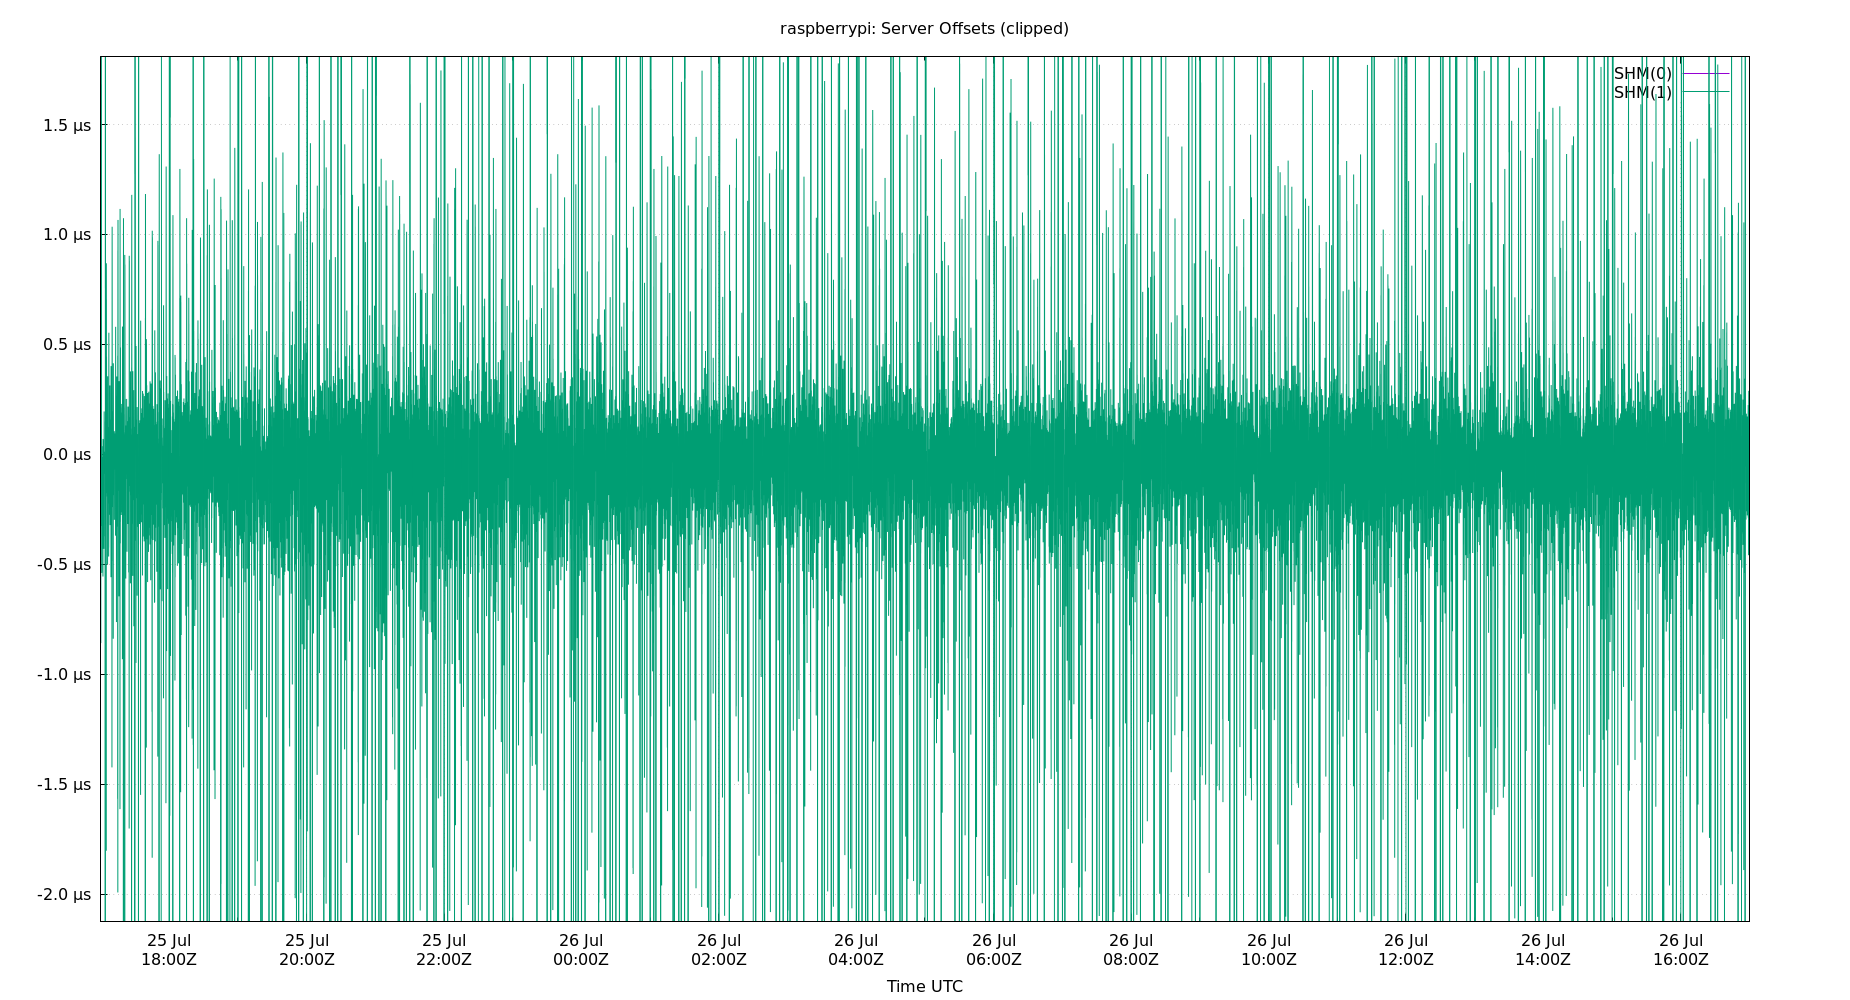 raspberrypi: Server Offsets (clipped)
SHM(0)
SHM(1)
1.5 µs
1.0 µs
0.5 µs
0.0 µs
-0.5 µs
-1.0 µs
-1.5 µs
-2.0 µs
25 Jul 25 Jul 25 Jul 26 Jul 26 Jul 26 Jul 26 Jul 26 Jul 26 Jul 26 Jul 26 Jul 26 Jul
18:00Z 20:00Z 22:00Z 00:00Z 02:00Z 04:00Z 06:00Z 08:00Z 10:00Z 12:00Z 14:00Z 16:00Z
Time UTC